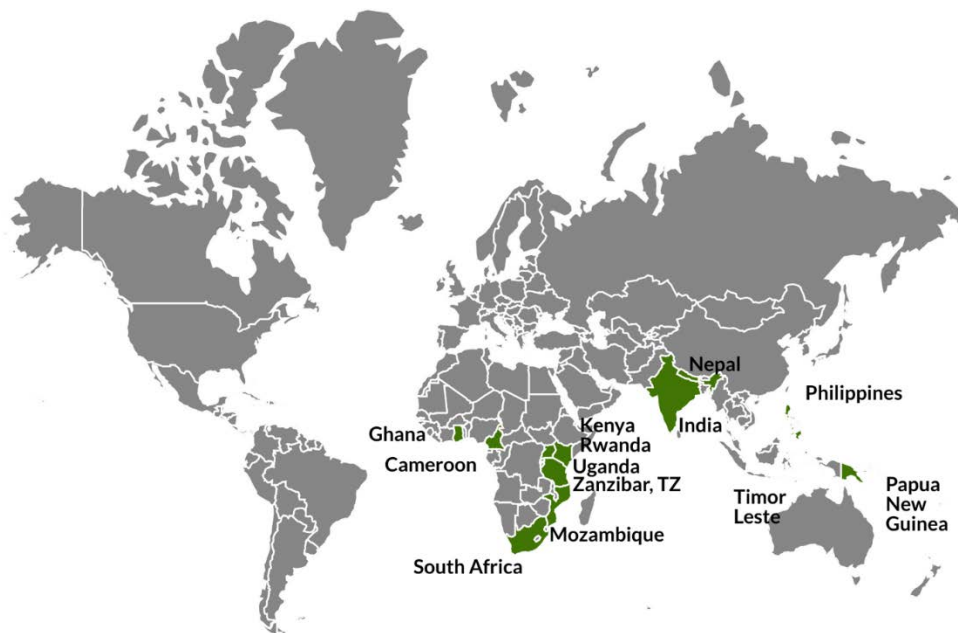 Nepal
Philippines
India
Ghana
Kenya
Rwanda
Cameroon
Uganda
Zanzibar, TZ
Timor
Leste
Papua
New
Guinea
Mozambique
South Africa